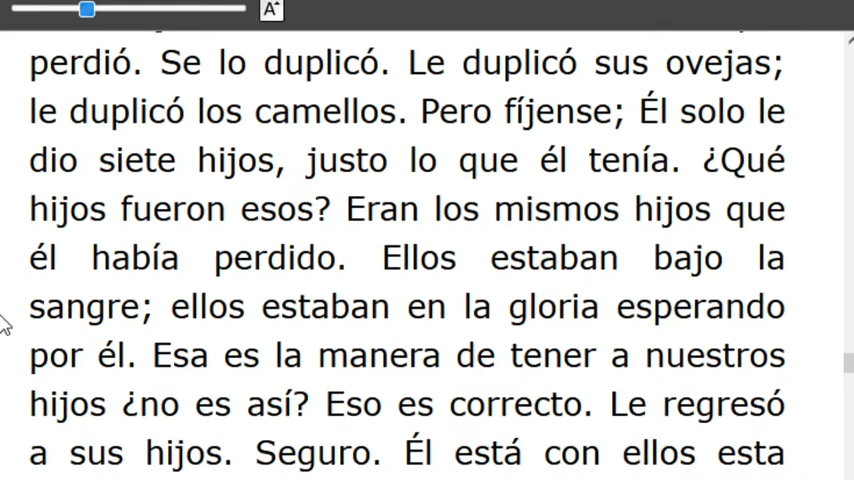 A
perdió. Se lo duplicó. Le duplicó sus ovejas;
le duplicó los camellos. Pero fíjense; Él solo le
dio siete hijos, justo lo que él tenía. ¿Qué
hijos fueron esos? Eran los mismos hijos que
él había perdido. Ellos estaban bajo la
sangre; ellos estaban en la gloria esperando
por él. Esa es la manera de tener a nuestros
hijos ¿no es así? Eso es correcto. Le regresó
a sus hijos. Seguro. Él está con ellos esta